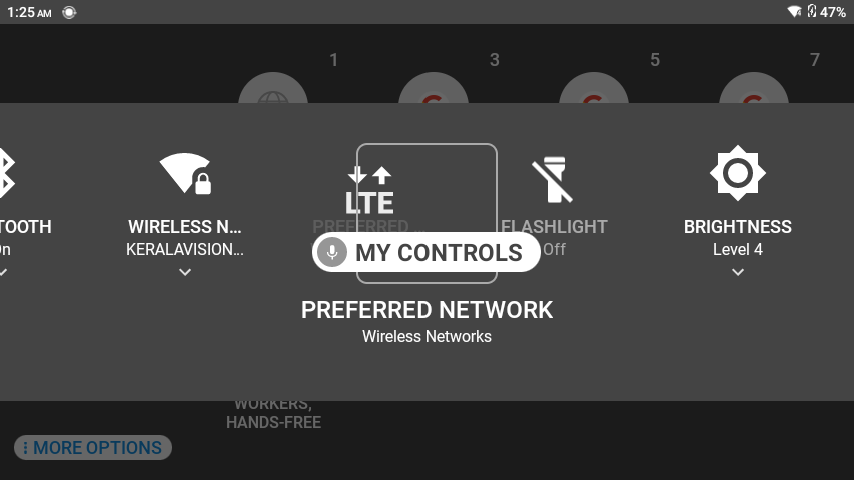 1:25 AM
47%
1 3 5 7
LTE
TOOTH
WIRELESS N...
PREFERRED ...
FLASHLIGHT
BRIGHTNESS
On
KERALAVISION...
Off
Level 4
MY CONTROLS
PREFERRED NETWORK
Wireless Networks
WORKERS,
HANDS-FREE
MORE OPTIONS